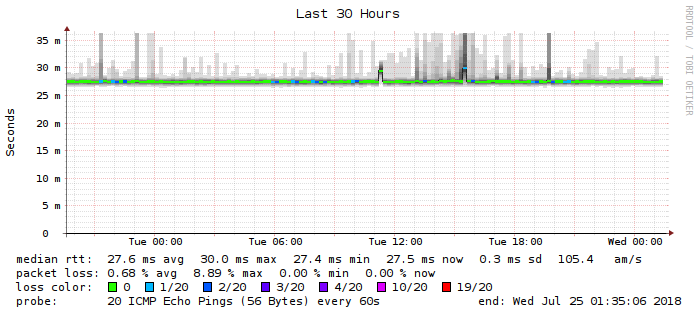 Last 30 Hours
RRDTOOL / TOBI OETIKER
Seconds
35 m
30 m
25 m
20 m
15 m
10 m
5 m
0
Tue 00:00 Tue 06:00 Tue 12:00 Tue 18:00 Wed 00:00
median rtt: 27.6 ms avg 30.0 ms max 27.4 ms min 27.5 ms now 0.3 ms sd 105.4 am/s
packet loss: 0.68 % avg 8.89 % max 0.00 % min 0.00 % now
loss color: 0 1/20 2/20 3/20 4/20 10/20 19/20
probe: 20 ICMP Echo Pings (56 Bytes) every 60s end: Wed Jul 25 01:35:06 2018